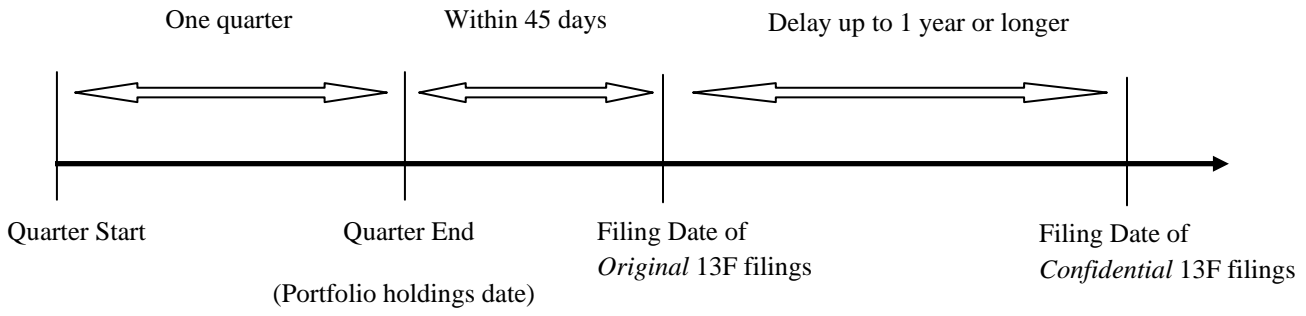 One quarter
Within 45 days
Delay up to 1 year or longer
Quarter Start
Quarter End
(Portfolio holdings date)
Filing Date of
Original 13F filings
Filing Date of
Confidential 13F filings